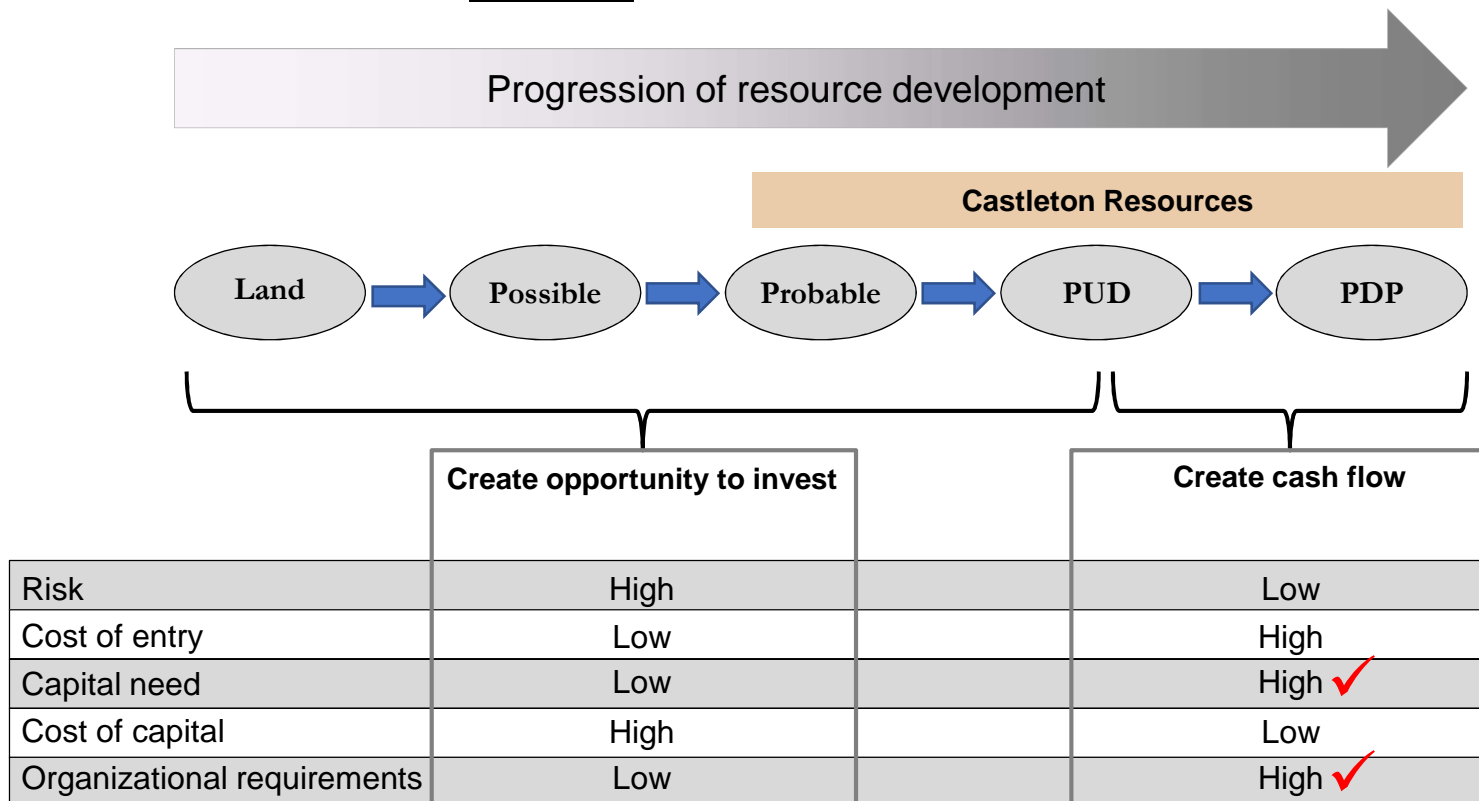 Progression of resource development
Castleton Resources
Land
Possible
Probable
PUD
PDP
Create opportunity to invest
Create cash flow
Risk High Low
Cost of entry Low High
Capital need Low High ✓
Cost of capital High Low
Organizational requirements Low High ✓